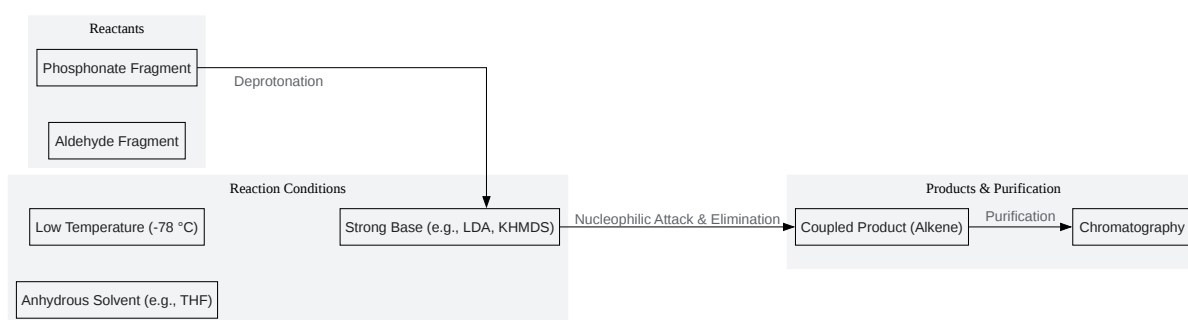 Reactants
Phosphonate Fragment
Deprotonation
Aldehyde Fragment
Reaction Conditions
Products & Purification
Low Temperature (-78 °C)
Strong Base (e.g., LDA, KHMDS)
Nucleophilic Attack & Elimination
Coupled Product (Alkene)
Purification
Chromatography
Anhydrous Solvent (e.g., THF)